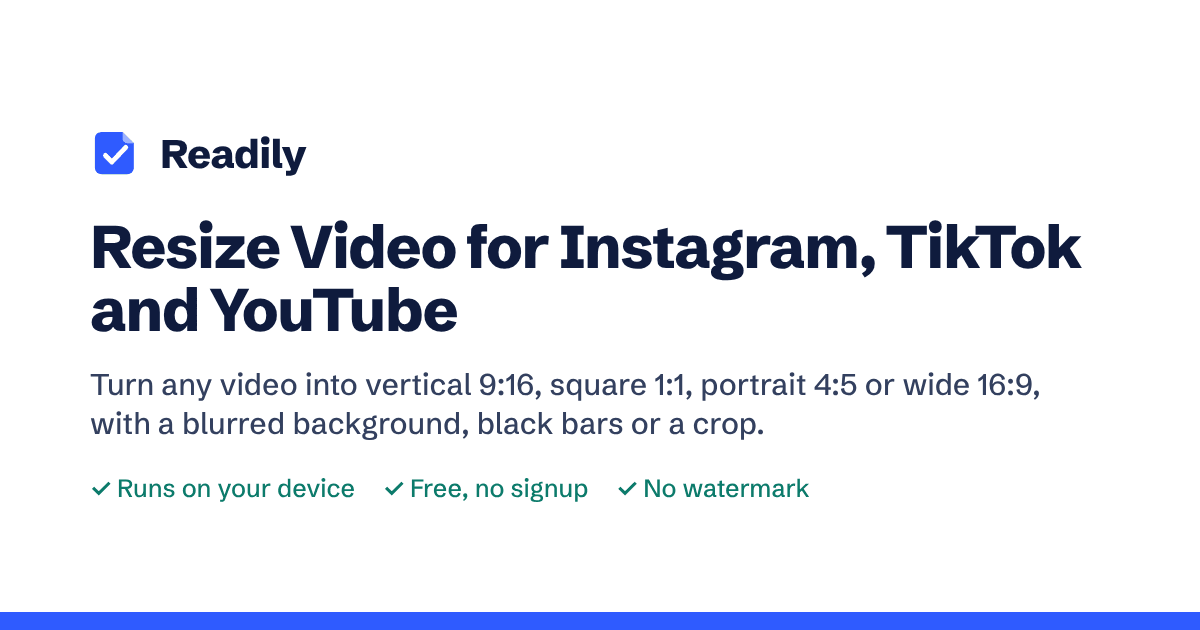 Readily
Resize Video for Instagram, TikTok
and YouTube
Turn any video into vertical 9:16, square 1:1, portrait 4:5 or wide 16:9,
with a blurred background, black bars or a crop.
✓ Runs on your device ✓ Free, no signup ✓ No watermark